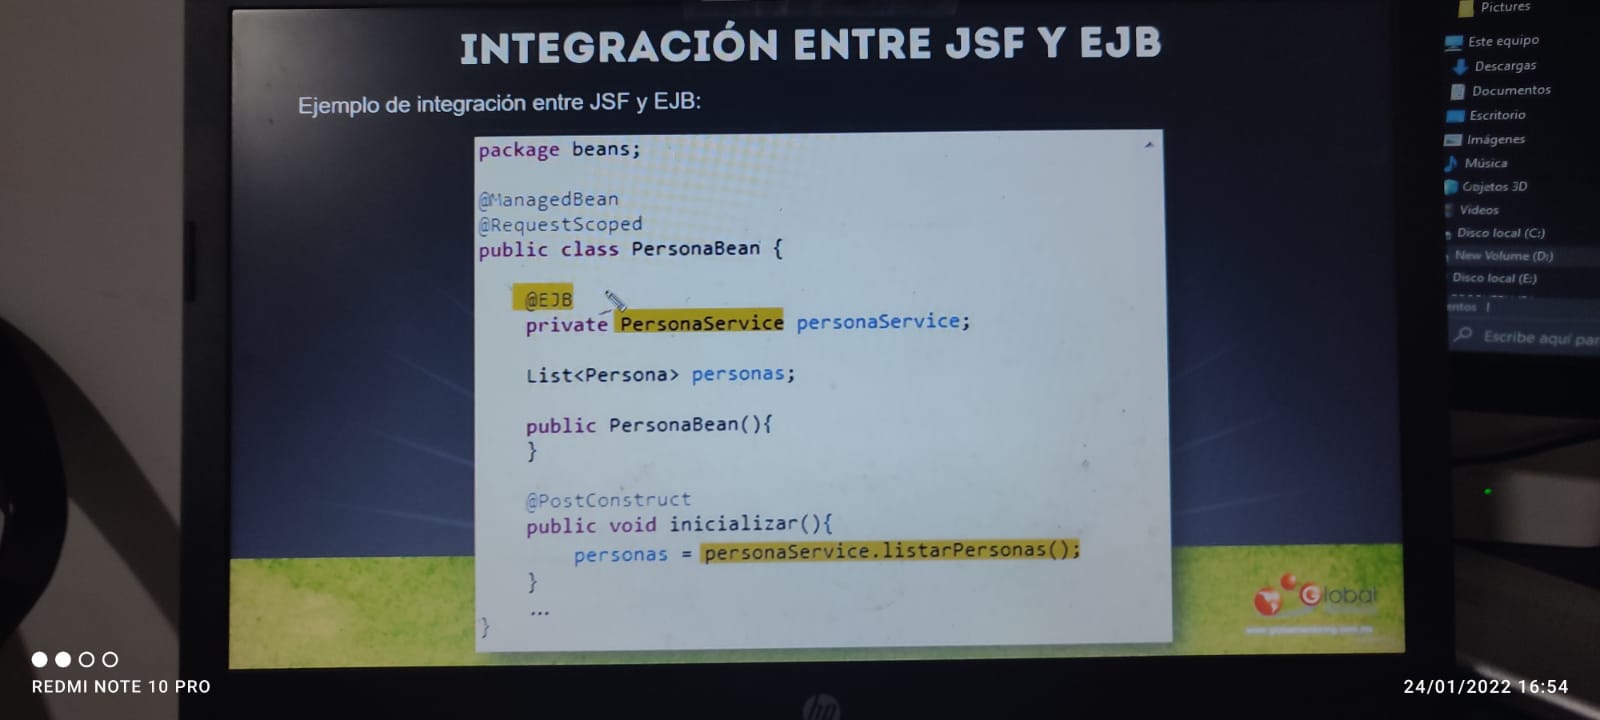 INTEGRACIÓN ENTRE JSF Y EJB
Ejemplo de integración entre JSF y EJB:
package beans;
@ManagedBean
@RequestScoped
public class PersonaBean {
@EJB
private PersonaService personaService;
List<Persona> personas;
public PersonaBean(){
}
@PostConstruct
public void inicializar(){
personas = personaService.listarPersonas();
}
...
}
Global
Pictures
Este equipo
Descargas
Documentos
Escritorio
Imágenes
Música
Objetos 3D
Videos
Disco local (C:)
New Volume (D:)
Disco local (E:)
Escribe aquí par
hp
REDMI NOTE 10 PRO
24/01/2022 16:54